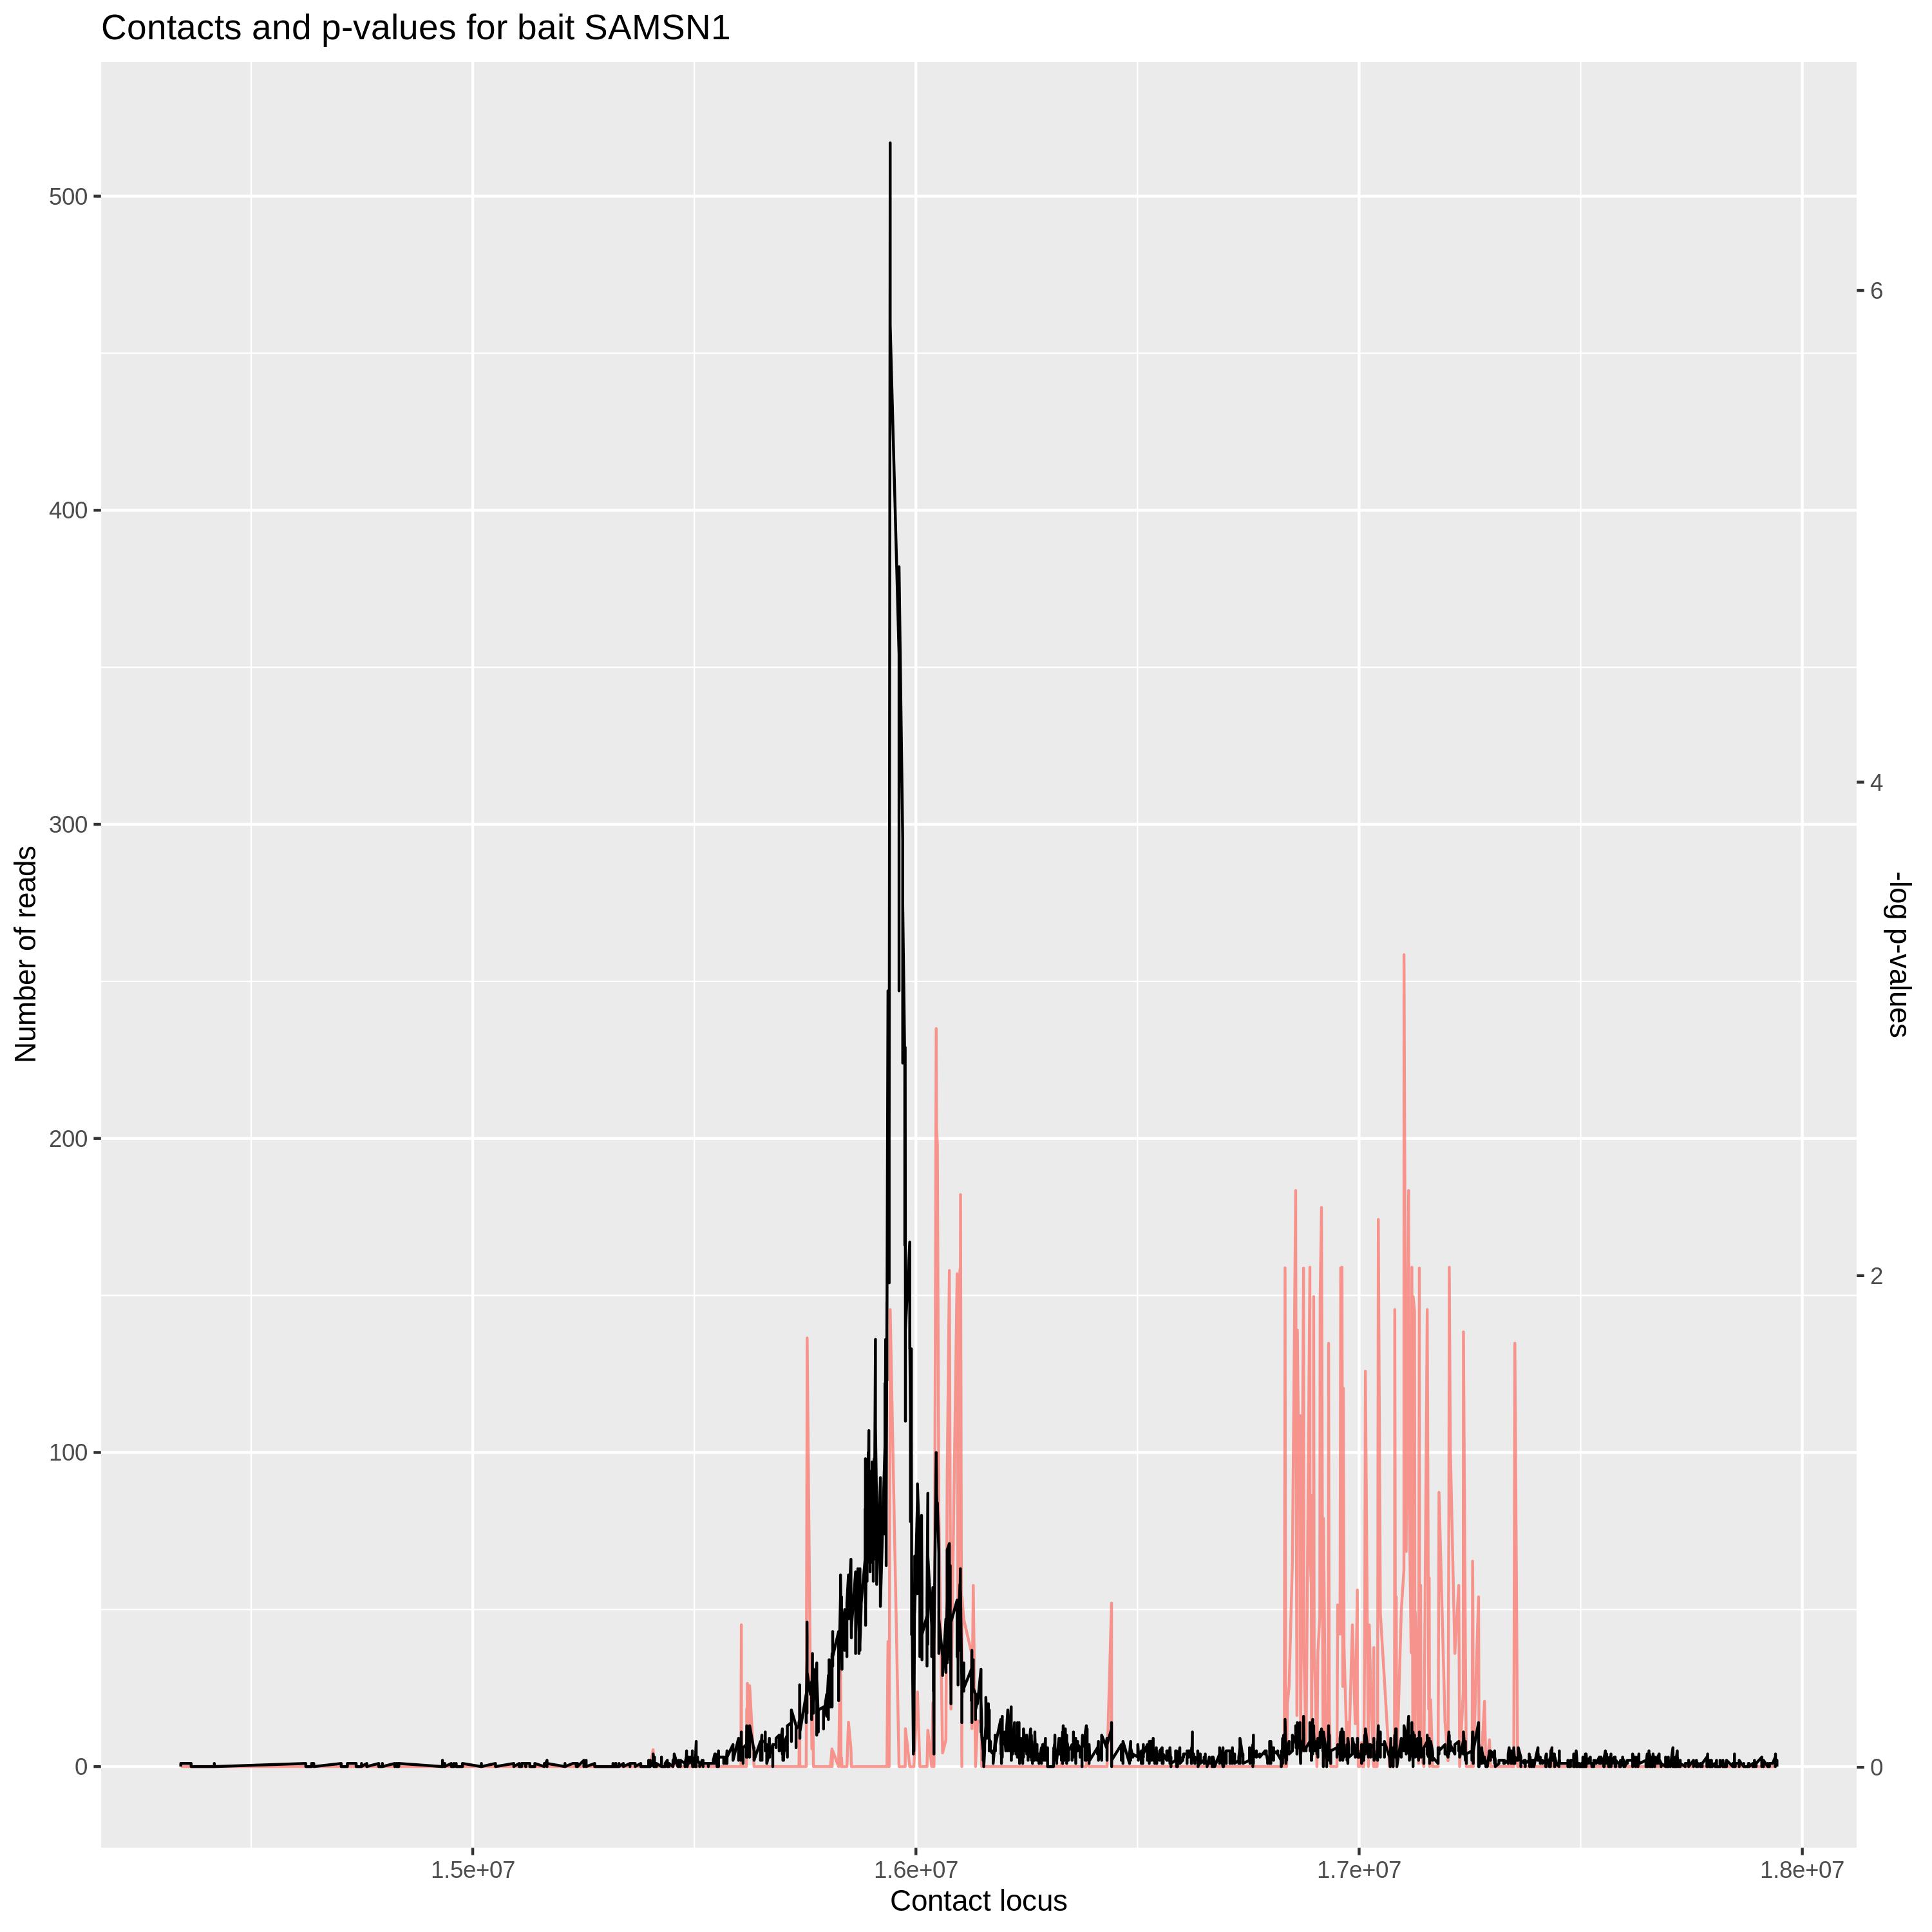 Contacts and p-values for bait SAMSN1
Number of reads
500
400
300
200
100
0
6
4
2
0
-log p-values
1.5e+07
1.6e+07
1.7e+07
1.8e+07
Contact locus